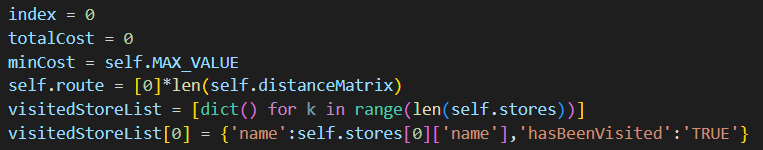 index = 0
totalCost = 0
minCost = self.MAX_VALUE
self.route = [0]*len(self.distanceMatrix)
visitedStoreList = [dict() for k in range(len(self.stores))]
visitedStoreList[0] = {'name':self.stores[0]['name'],'hasBeenVisited':'TRUE'}